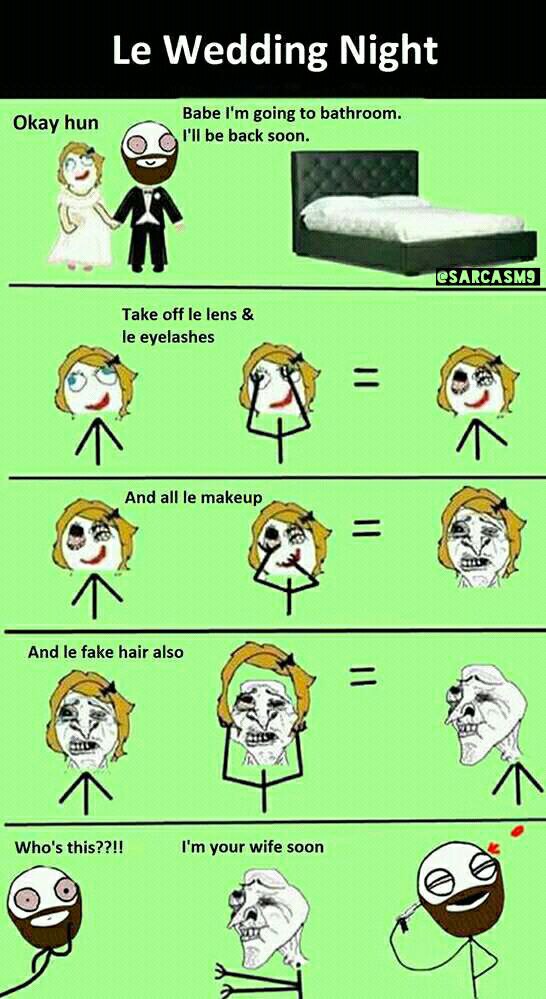 Le Wedding Night
Okay hun
Babe I'm going to bathroom.
I'll be back soon.
@SARCASM9
Take off le lens &
le eyelashes
=
And all le makeup
=
And le fake hair also
=
Who's this??!!
I'm your wife soon